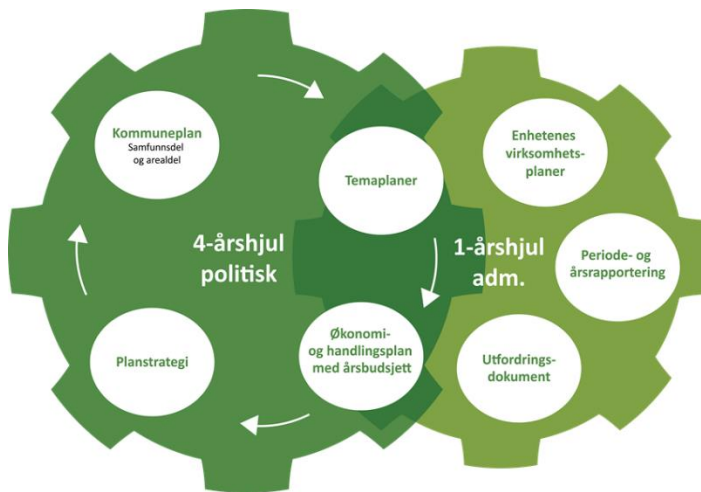 Kommuneplan
Samfunnsdel
og arealdel
Temaplaner
Enhetenes
virksomhets-
planer
4-årshjul
politisk
1-årshjul
adm.
Periode- og
årsrapportering
Planstrategi
Økonomi-
og handlingsplan
med årsbudsjett
Utfordrings-
dokument